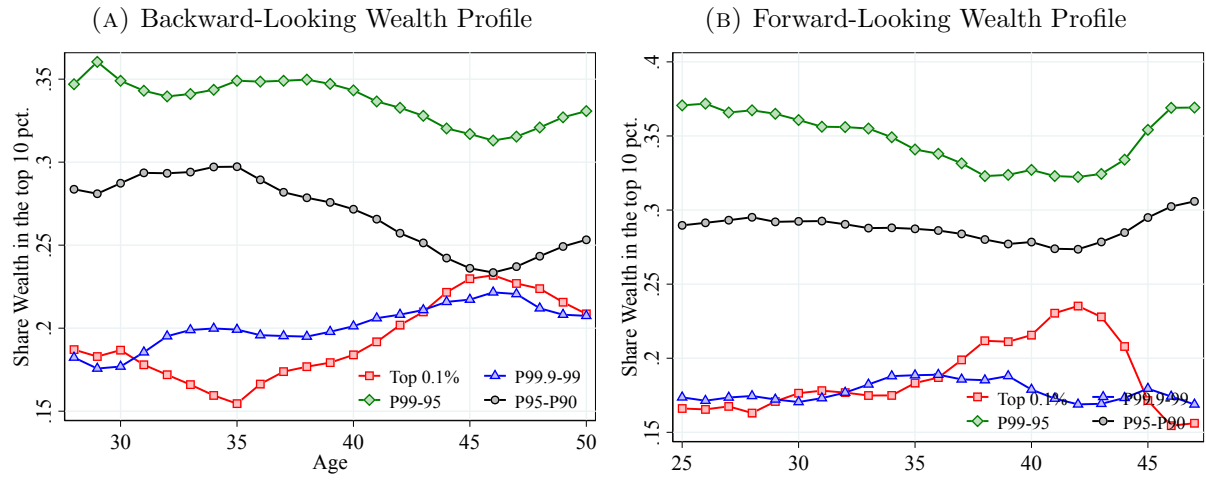 (A) Backward-Looking Wealth Profile
Share Wealth in the top 10 pct.
.35
.3
.25
.2
.15
Top 0.1% P99.9-99
P99-95 P95-P90
30 35 40 45 50
Age
(B) Forward-Looking Wealth Profile
Share Wealth in the top 10 pct.
.4
.35
.3
.25
.2
.15
Top 0.1% P99.9-99
P99-95 P95-P90
25 30 35 40 45